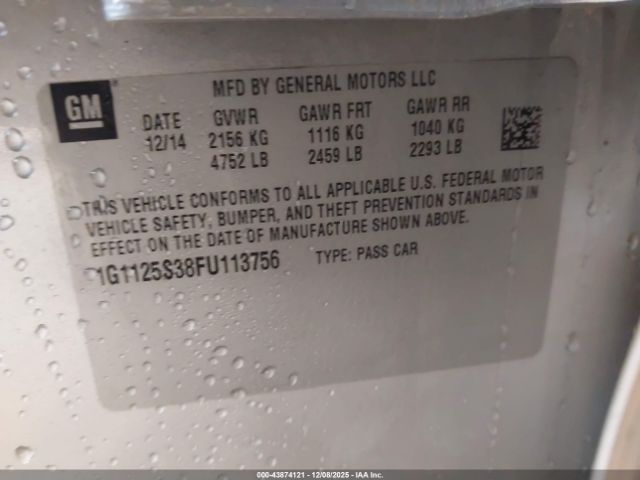 GM
MFD BY GENERAL MOTORS LLC
DATE GVWR GAWR FRT GAWR RR
12/14 2156 KG 1116 KG 1040 KG
4752 LB 2459 LB 2293 LB
THIS VEHICLE CONFORMS TO ALL APPLICABLE U.S. FEDERAL MOTOR
VEHICLE SAFETY, BUMPER, AND THEFT PREVENTION STANDARDS IN
EFFECT ON THE DATE OF MANUFACTURE SHOWN ABOVE.
1G1125S38FU113756 TYPE: PASS CAR
000-43874121 - 12/08/2025 - IAA Inc.